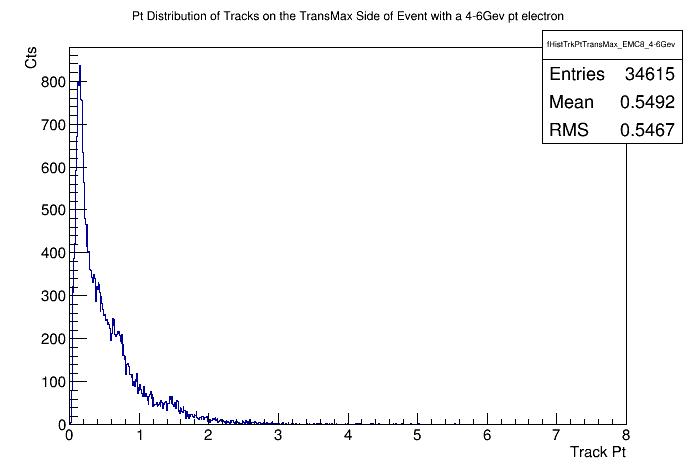 Pt Distribution of Tracks on the TransMax Side of Event with a 4-6Gev pt electron
fHistTrkPtTransMax_EMC8_4-6Gev
Entries 34615
Mean 0.5492
RMS 0.5467
Cts
800
700
600
500
400
300
200
100
0
0 1 2 3 4 5 6 7 8
Track Pt